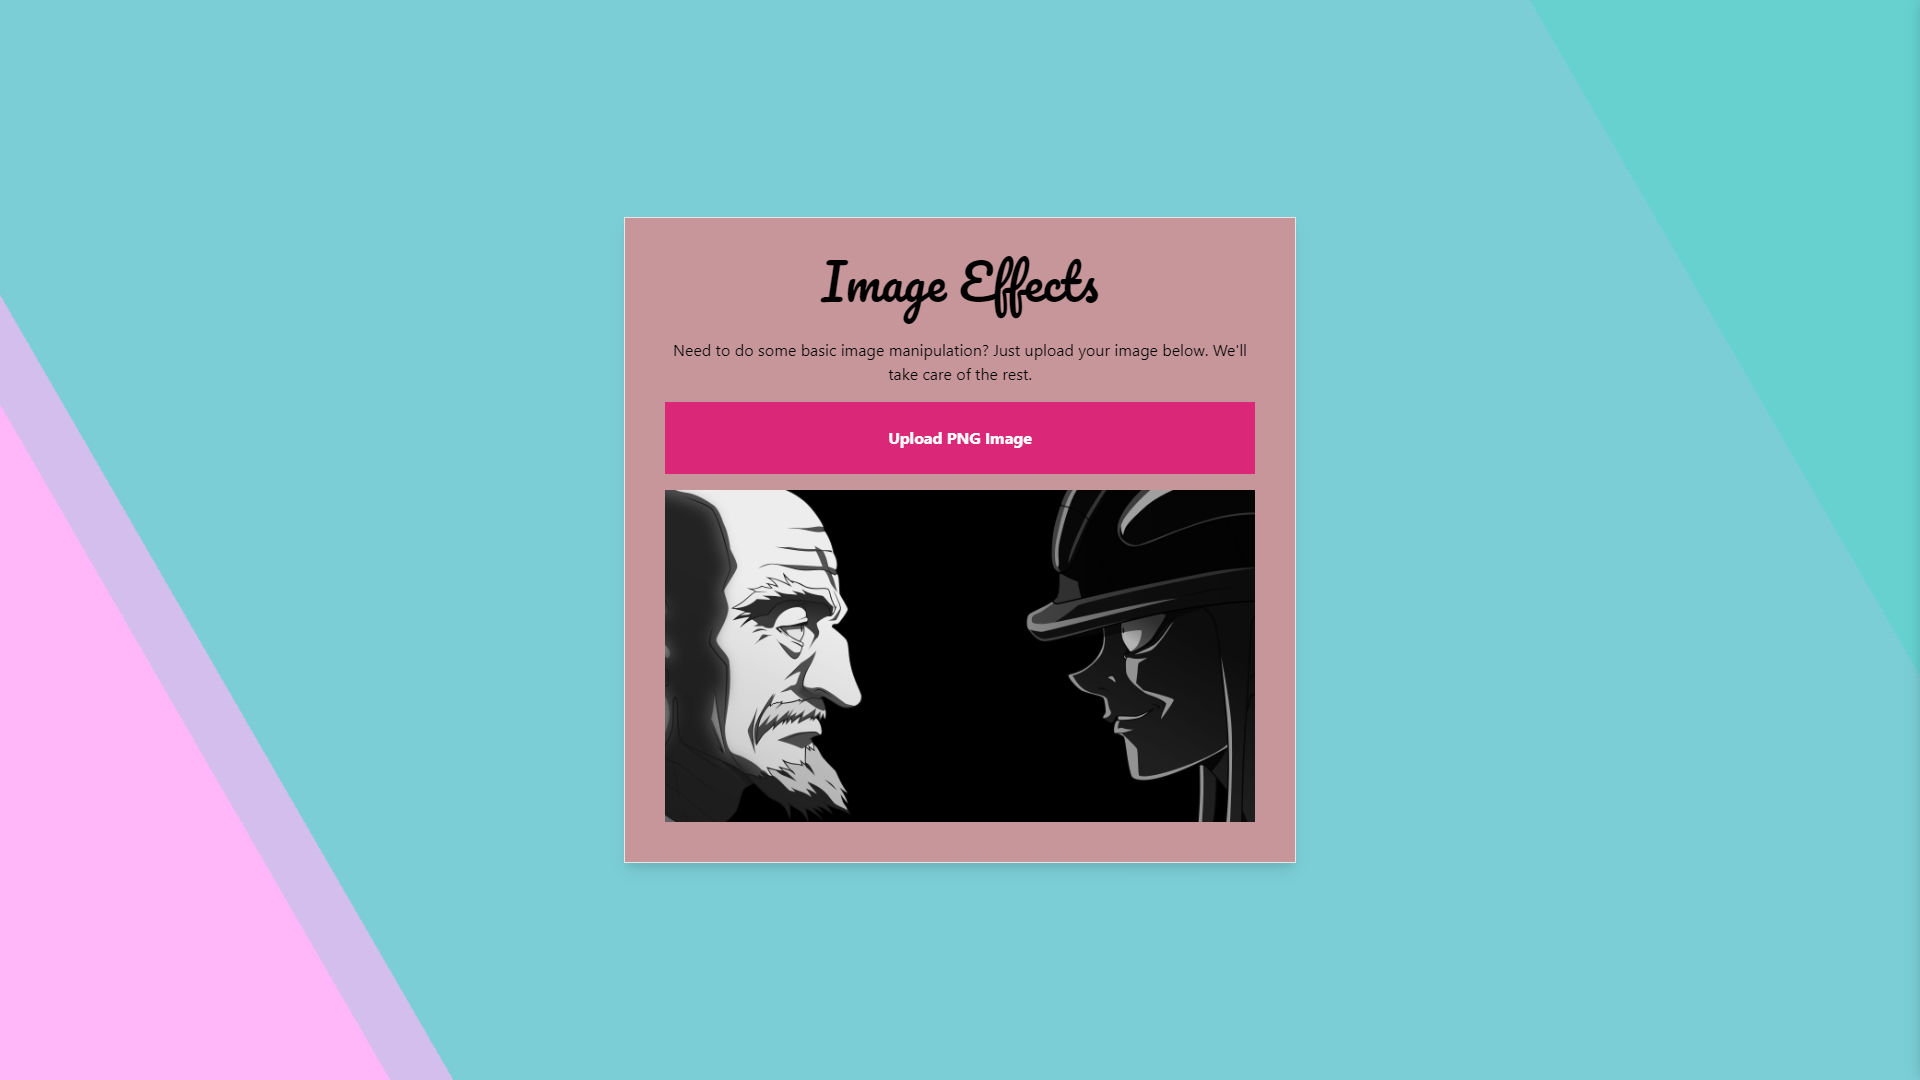 Image Effects
Need to do some basic image manipulation? Just upload your image below. We'll
take care of the rest.
Upload PNG Image